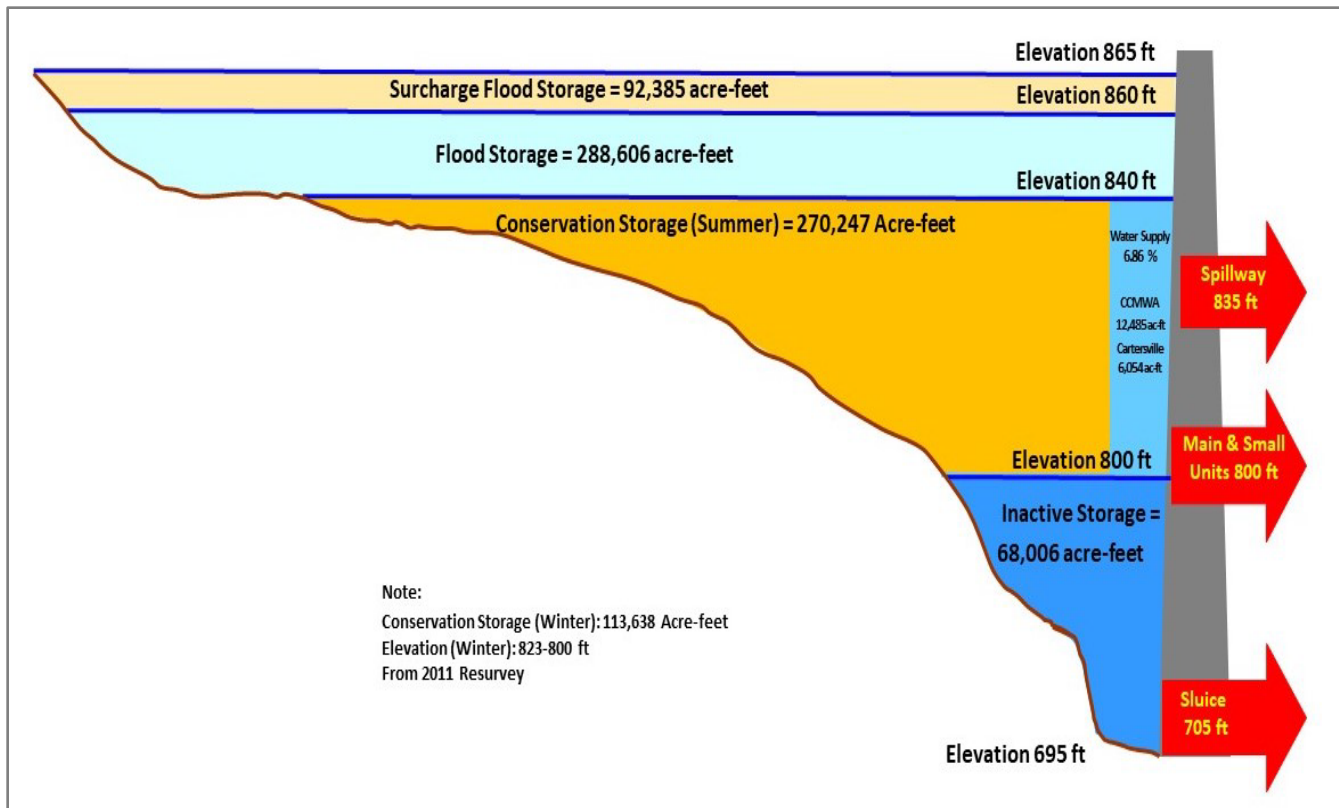 Elevation 865 ft
Surcharge Flood Storage = 92,385 acre-feet
Elevation 860 ft
Flood Storage = 288,606 acre-feet
Elevation 840 ft
Conservation Storage (Summer) = 270,247 Acre-feet
Water Supply
6.86 %
CCMWA
12,485 ac-ft
Cartersville
6,054 ac-ft
Spillway
835 ft
Elevation 800 ft
Main & Small
Units 800 ft
Inactive Storage =
68,006 acre-feet
Note:
Conservation Storage (Winter): 113,638 Acre-feet
Elevation (Winter): 823-800 ft
From 2011 Resurvey
Sluice
705 ft
Elevation 695 ft